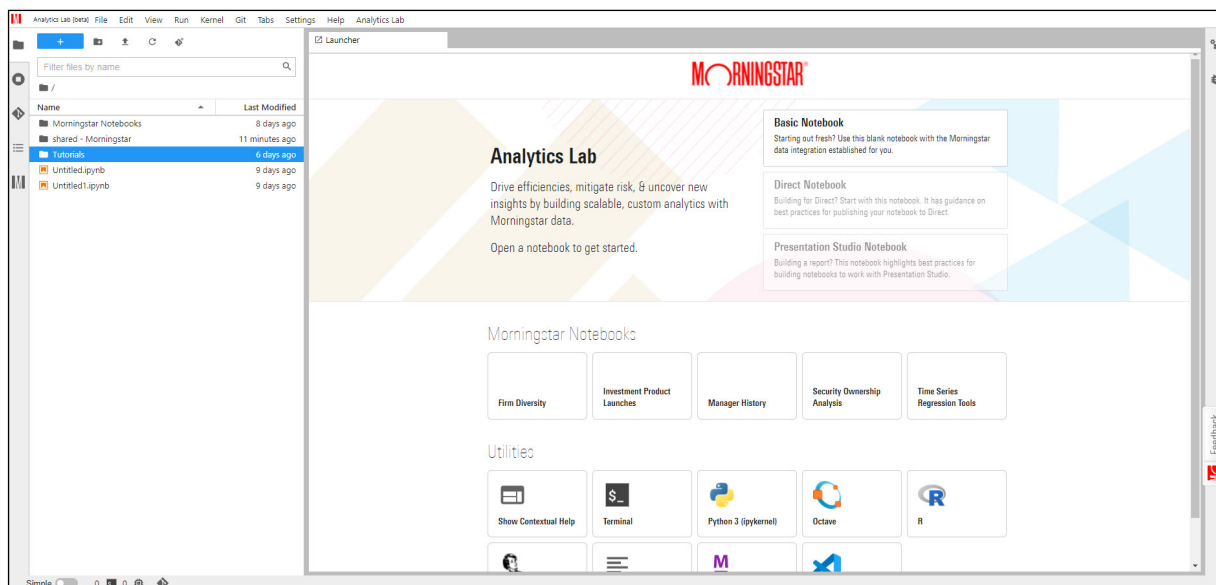 Analytics Lab (beta) File Edit View Run Kernel Git Tabs Settings Help Analytics Lab
Launcher
Filter files by name
/
Name Last Modified
Morningstar Notebooks 8 days ago
shared - Morningstar 11 minutes ago
Tutorials 6 days ago
Untitled.ipynb 9 days ago
Untitled1.ipynb 9 days ago
MORNINGSTAR®
Analytics Lab
Drive efficiencies, mitigate risk, & uncover new
insights by building scalable, custom analytics with
Morningstar data.
Open a notebook to get started.
Basic Notebook
Starting out fresh? Use this blank notebook with the Morningstar
data integration established for you.
Direct Notebook
Building for Direct? Start with this notebook. It has guidance on
best practices for publishing your notebook to Direct.
Presentation Studio Notebook
Building a report? This notebook highlights best practices for
building notebooks to work with Presentation Studio.
Morningstar Notebooks
Firm Diversity
Investment Product
Launches
Manager History
Security Ownership
Analysis
Time Series
Regression Tools
Utilities
$_
Show Contextual Help
Terminal
Python 3 (ipykernel)
Octave
R
R
M
Feedback
Simple 0 0